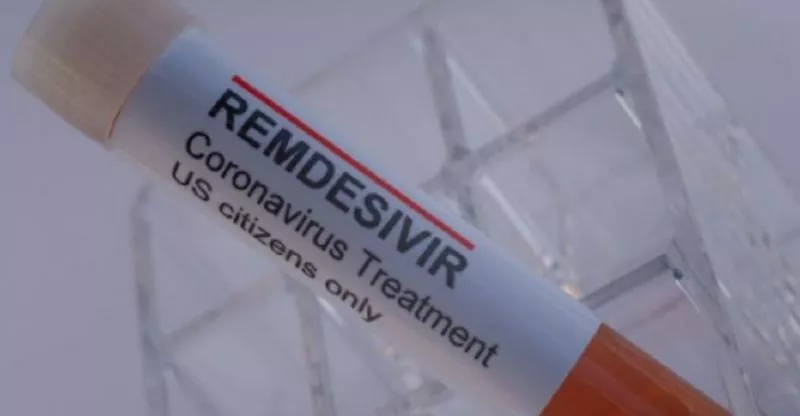 REMDESIVIR
Coronavirus Treatment
US citizens only